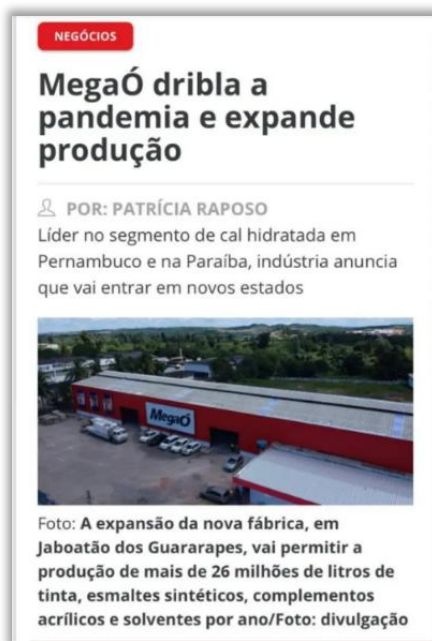 NEGÓCIOS
MegaÓ dribla a
pandemia e expande
produção
POR: PATRÍCIA RAPOSO
Líder no segmento de cal hidratada em
Pernambuco e na Paraíba, indústria anuncia
que vai entrar em novos estados
MegaÓ
Foto: A expansão da nova fábrica, em
Jaboatão dos Guararapes, vai permitir a
produção de mais de 26 milhões de litros de
tinta, esmaltes sintéticos, complementos
acrílicos e solventes por ano/Foto: divulgação